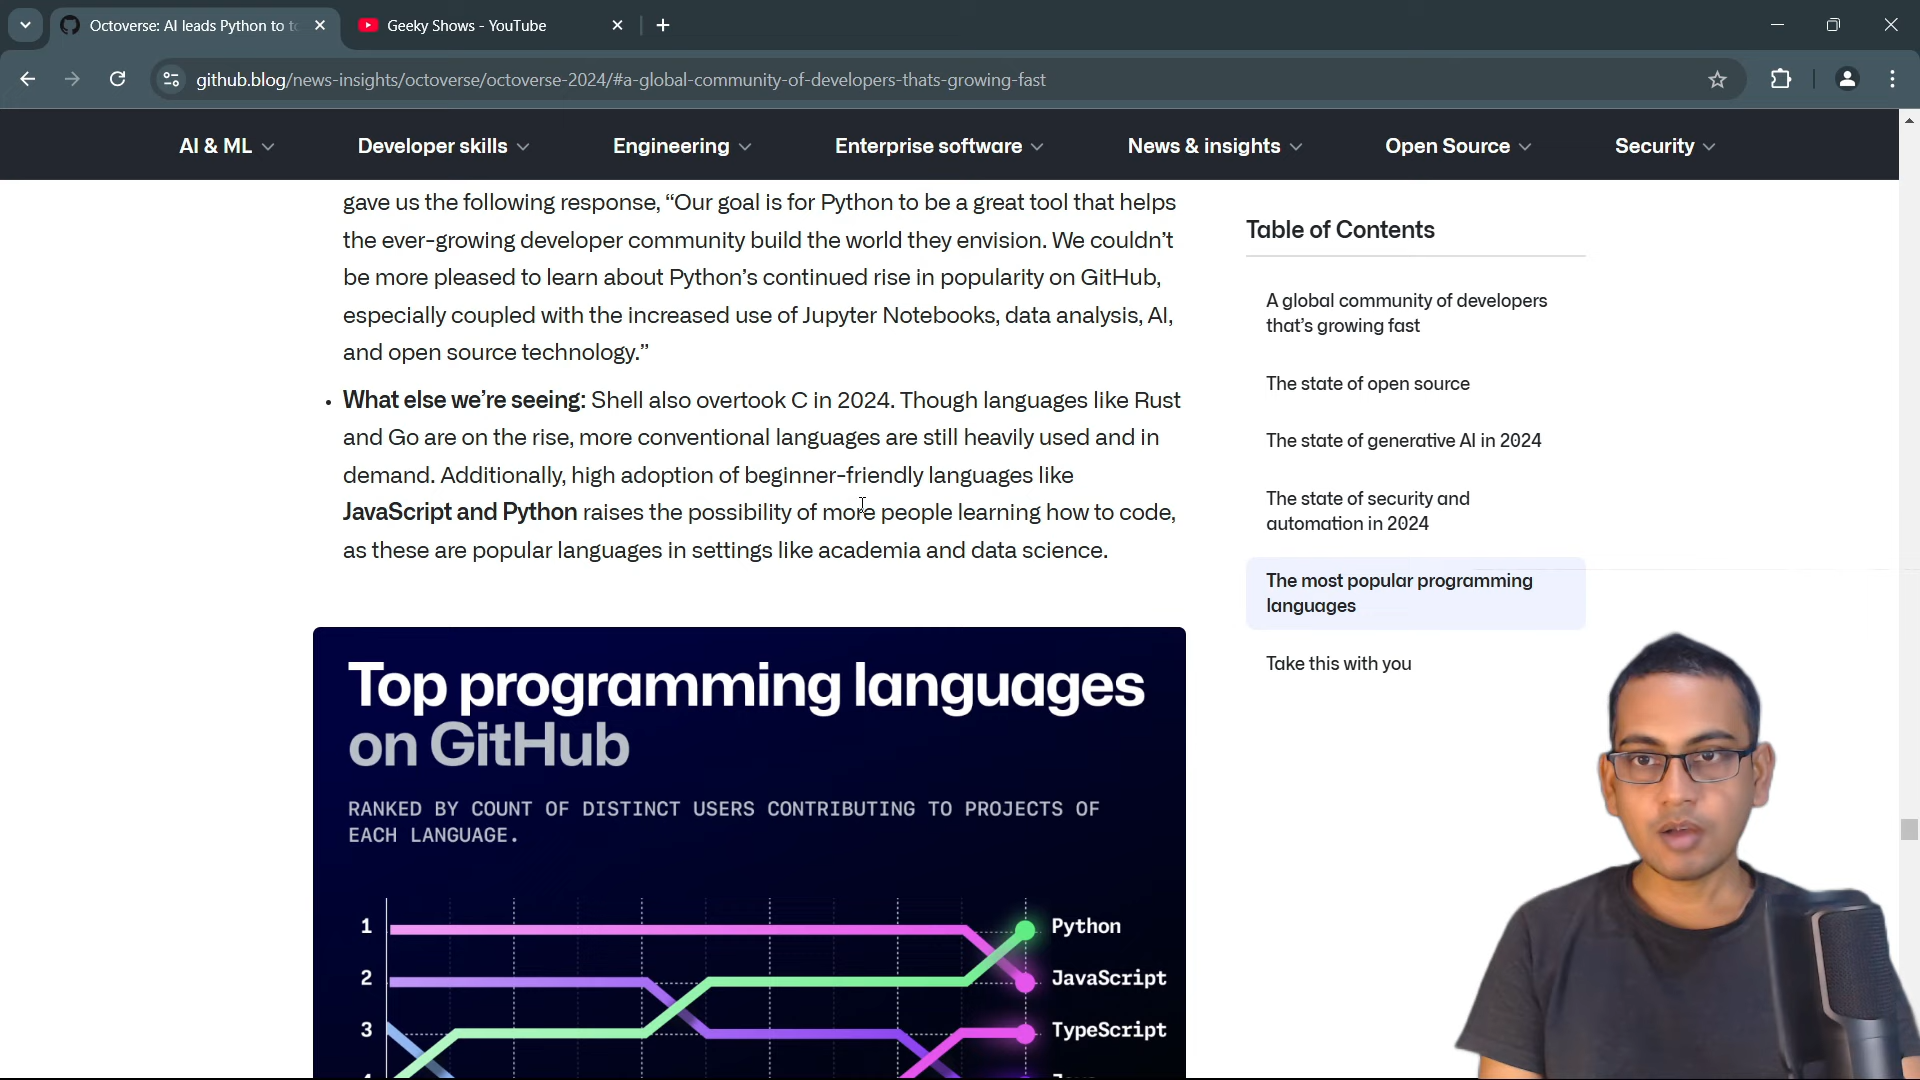 Octoverse: AI leads Python to to
Geeky Shows - YouTube
github.blog/news-insights/octoverse/octoverse-2024/#a-global-community-of-developers-thats-growing-fast
AI & ML
Developer skills
Engineering
Enterprise software
News & insights
Open Source
Security
gave us the following response, “Our goal is for Python to be a great tool that helps
the ever-growing developer community build the world they envision. We couldn’t
be more pleased to learn about Python’s continued rise in popularity on GitHub,
especially coupled with the increased use of Jupyter Notebooks, data analysis, AI,
and open source technology.”
• What else we’re seeing: Shell also overtook C in 2024. Though languages like Rust
and Go are on the rise, more conventional languages are still heavily used and in
demand. Additionally, high adoption of beginner-friendly languages like
JavaScript and Python raises the possibility of more people learning how to code,
as these are popular languages in settings like academia and data science.
Top programming languages
on GitHub
RANKED BY COUNT OF DISTINCT USERS CONTRIBUTING TO PROJECTS OF
EACH LANGUAGE.
1 Python
2 JavaScript
3 TypeScript
Table of Contents
A global community of developers
that’s growing fast
The state of open source
The state of generative AI in 2024
The state of security and
automation in 2024
The most popular programming
languages
Take this with you